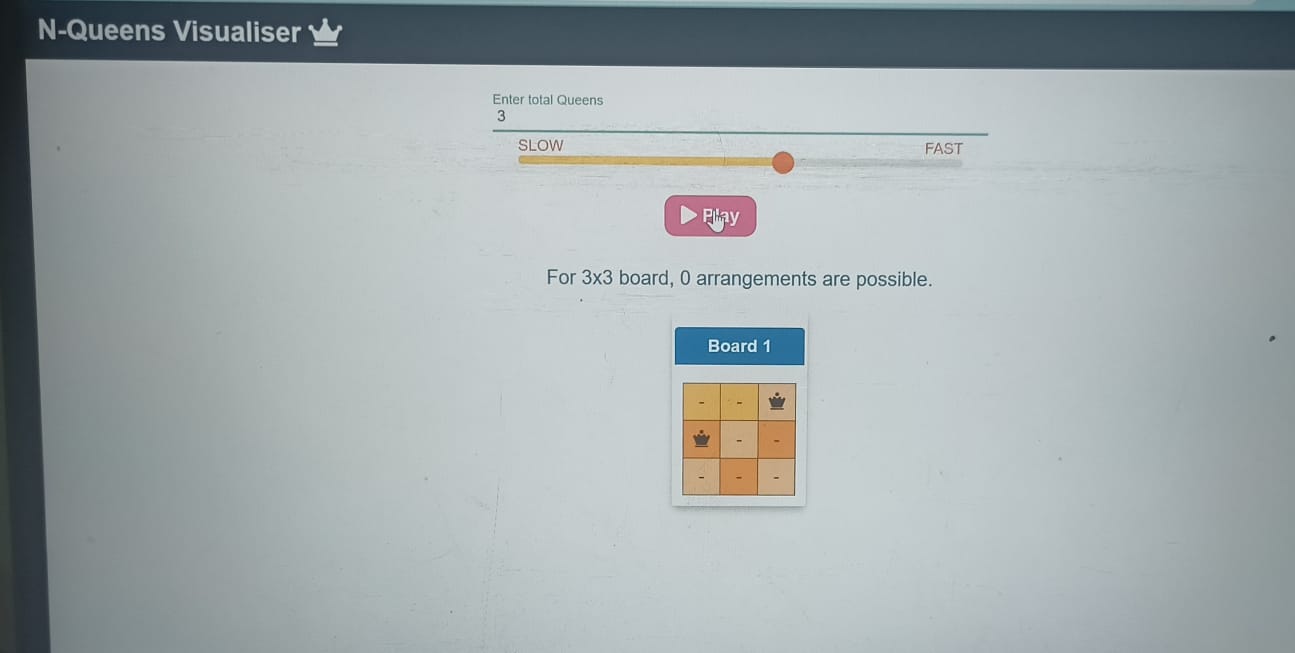 N-Queens Visualiser
Enter total Queens
3
SLOW FAST
Play
For 3x3 board, 0 arrangements are possible.
Board 1
- -
- -
- - -